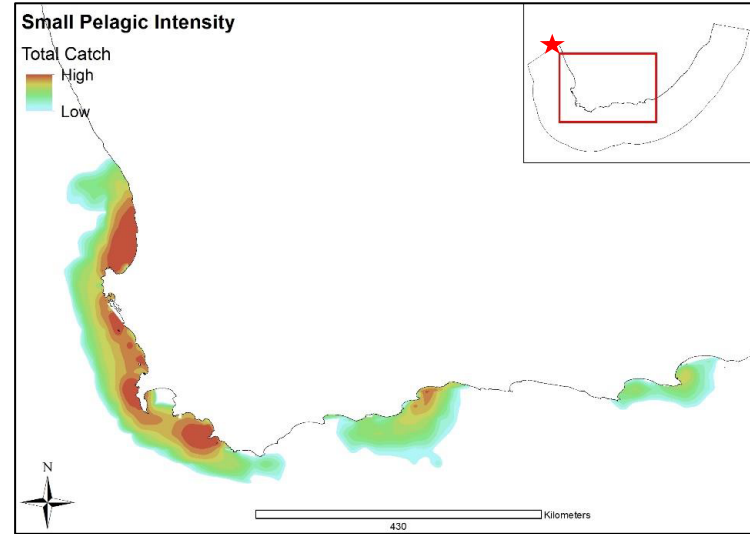 Small Pelagic Intensity
Total Catch
High
Low
N
Kilometers
430